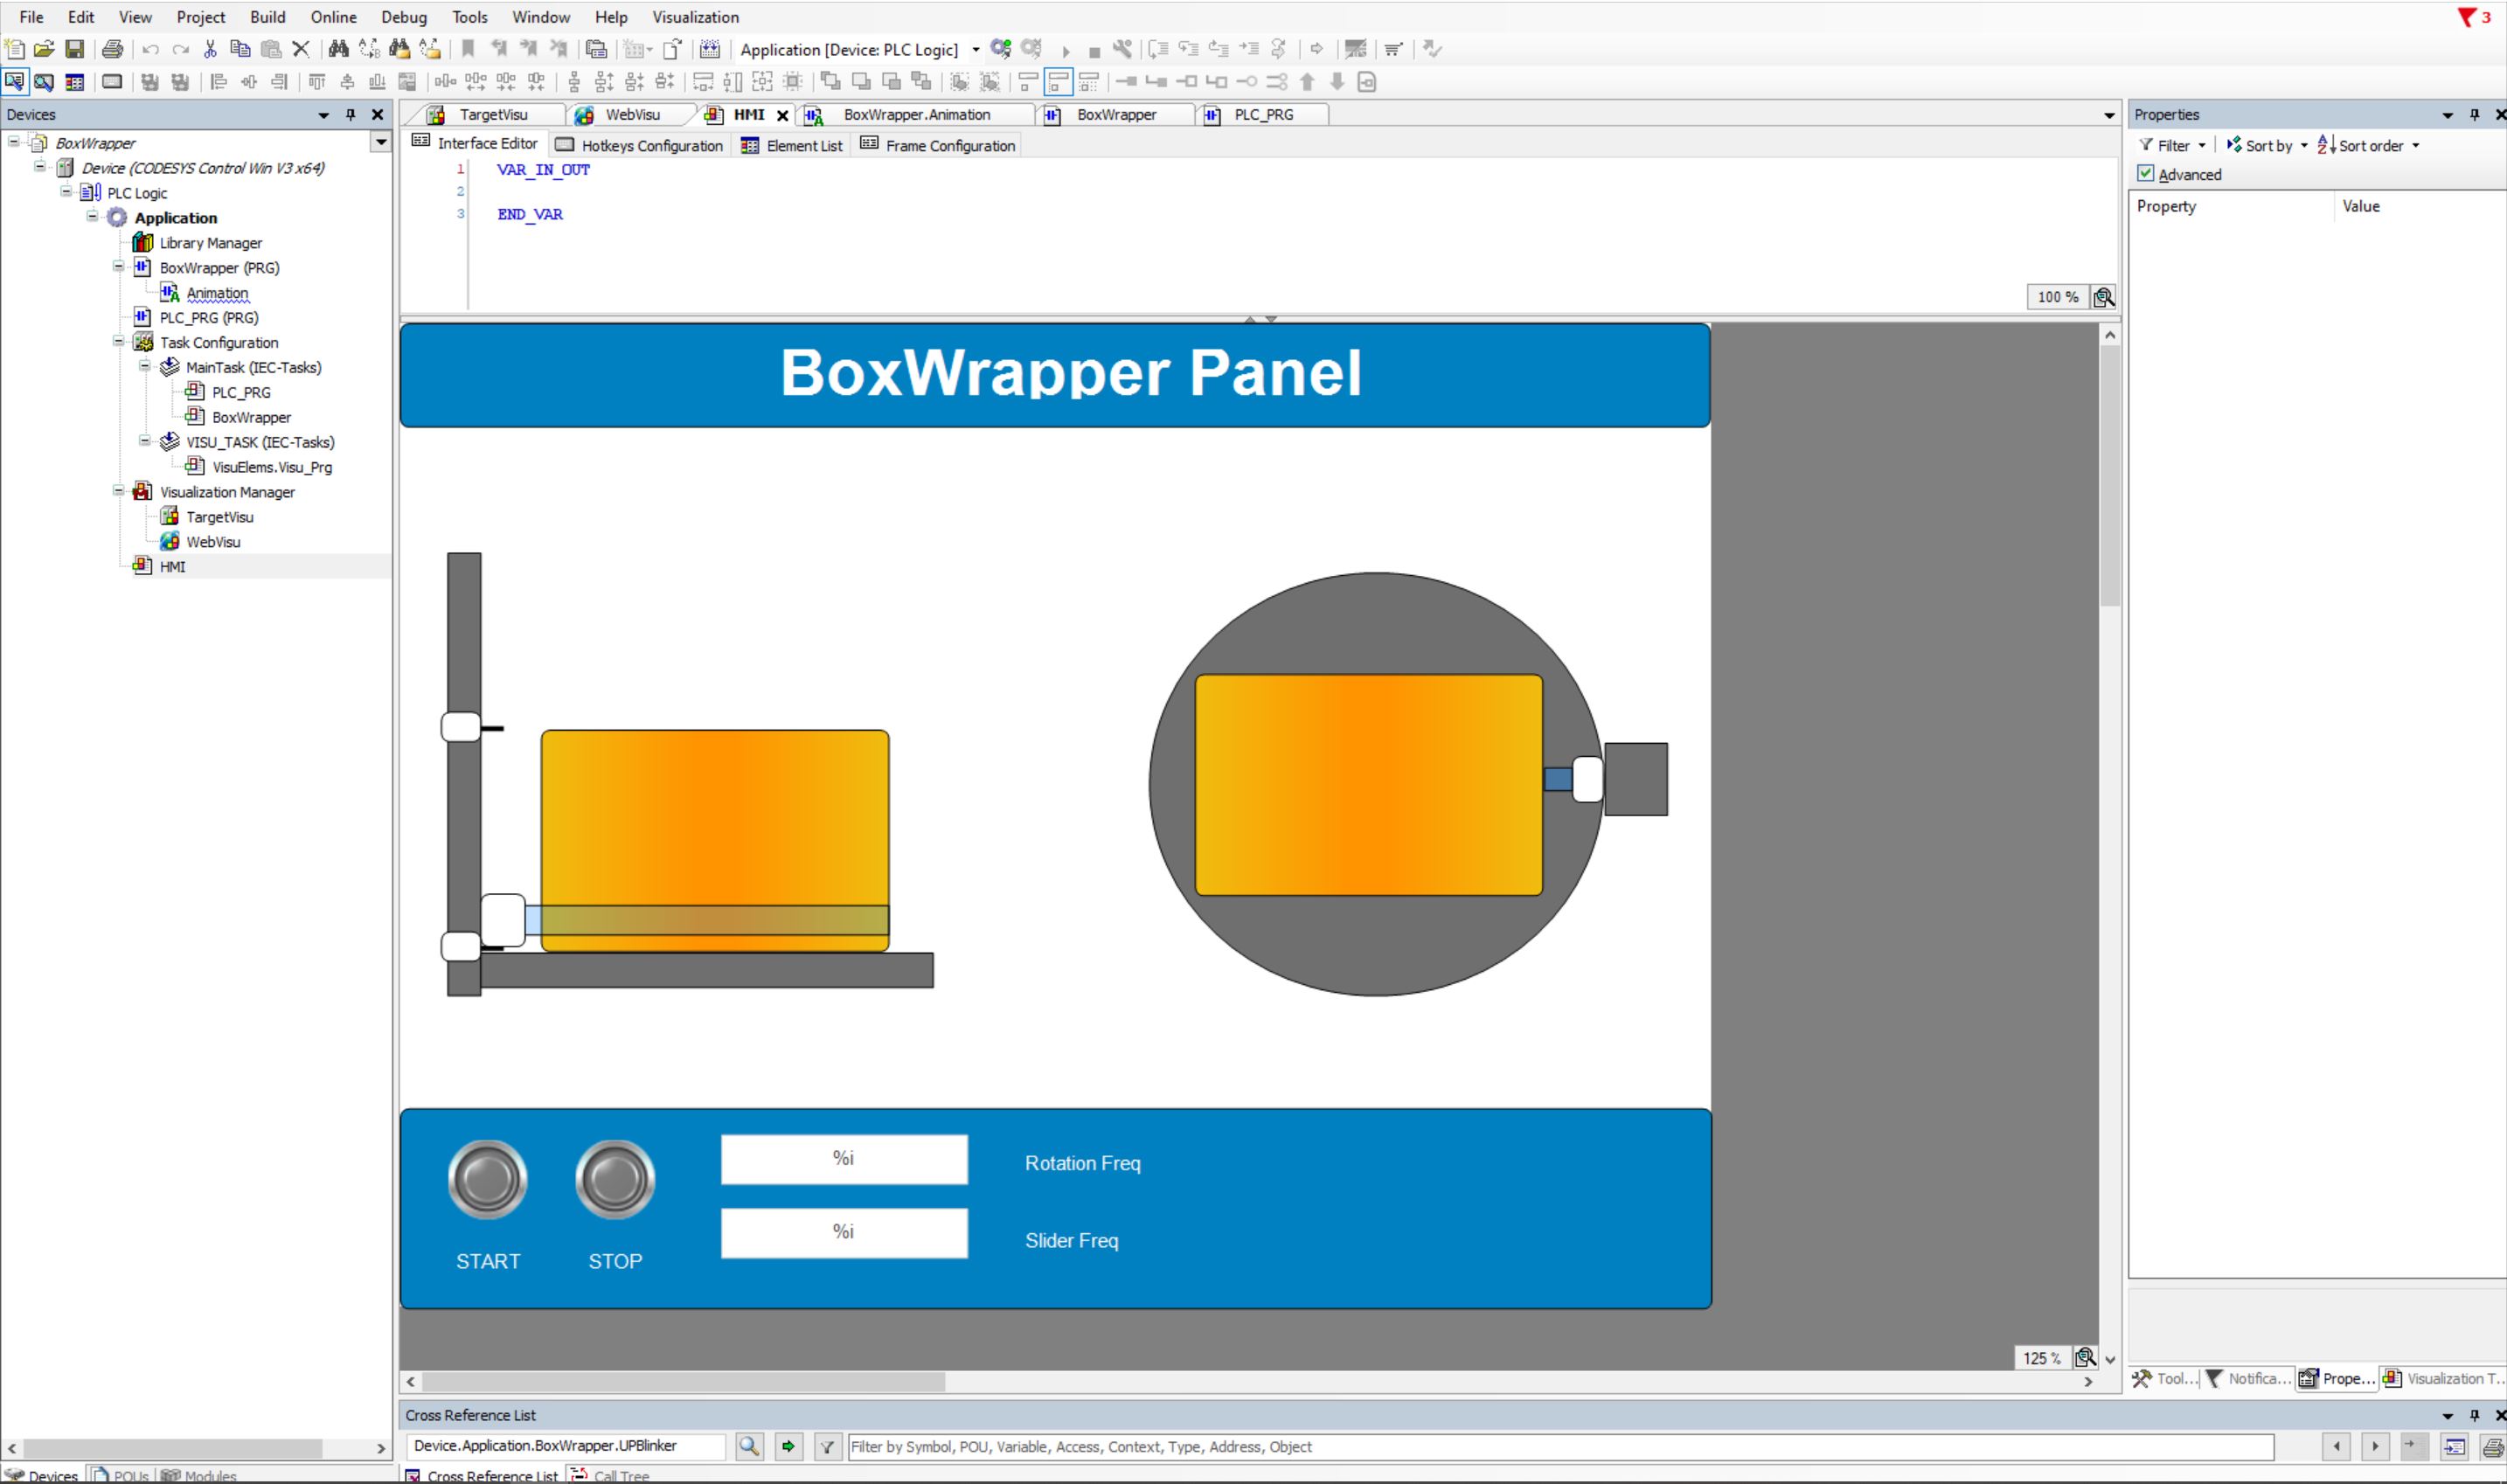 File Edit View Project Build Online Debug Tools Window Help Visualization
3
Application [Device: PLC Logic]
Devices
BoxWrapper
Device (CODESYS Control Win V3 x64)
PLC Logic
Application
Library Manager
BoxWrapper (PRG)
Animation
PLC_PRG (PRG)
Task Configuration
MainTask (IEC-Tasks)
PLC_PRG
BoxWrapper
VISU_TASK (IEC-Tasks)
VisuElems.Visu_Prg
Visualization Manager
TargetVisu
WebVisu
HMI
TargetVisu WebVisu HMI BoxWrapper.Animation BoxWrapper PLC_PRG
Interface Editor Hotkeys Configuration Element List Frame Configuration
1 VAR_IN_OUT
2
3 END_VAR
100 %
BoxWrapper Panel
%i Rotation Freq
%i Slider Freq
START STOP
125 %
Properties
Filter Sort by Sort order
Advanced
Property Value
Tool... Notifica... Prope... Visualization T...
Cross Reference List
Device.Application.BoxWrapper.UPBlinker
Filter by Symbol, POU, Variable, Access, Context, Type, Address, Object
Devices POUs Modules
Cross Reference List Call Tree